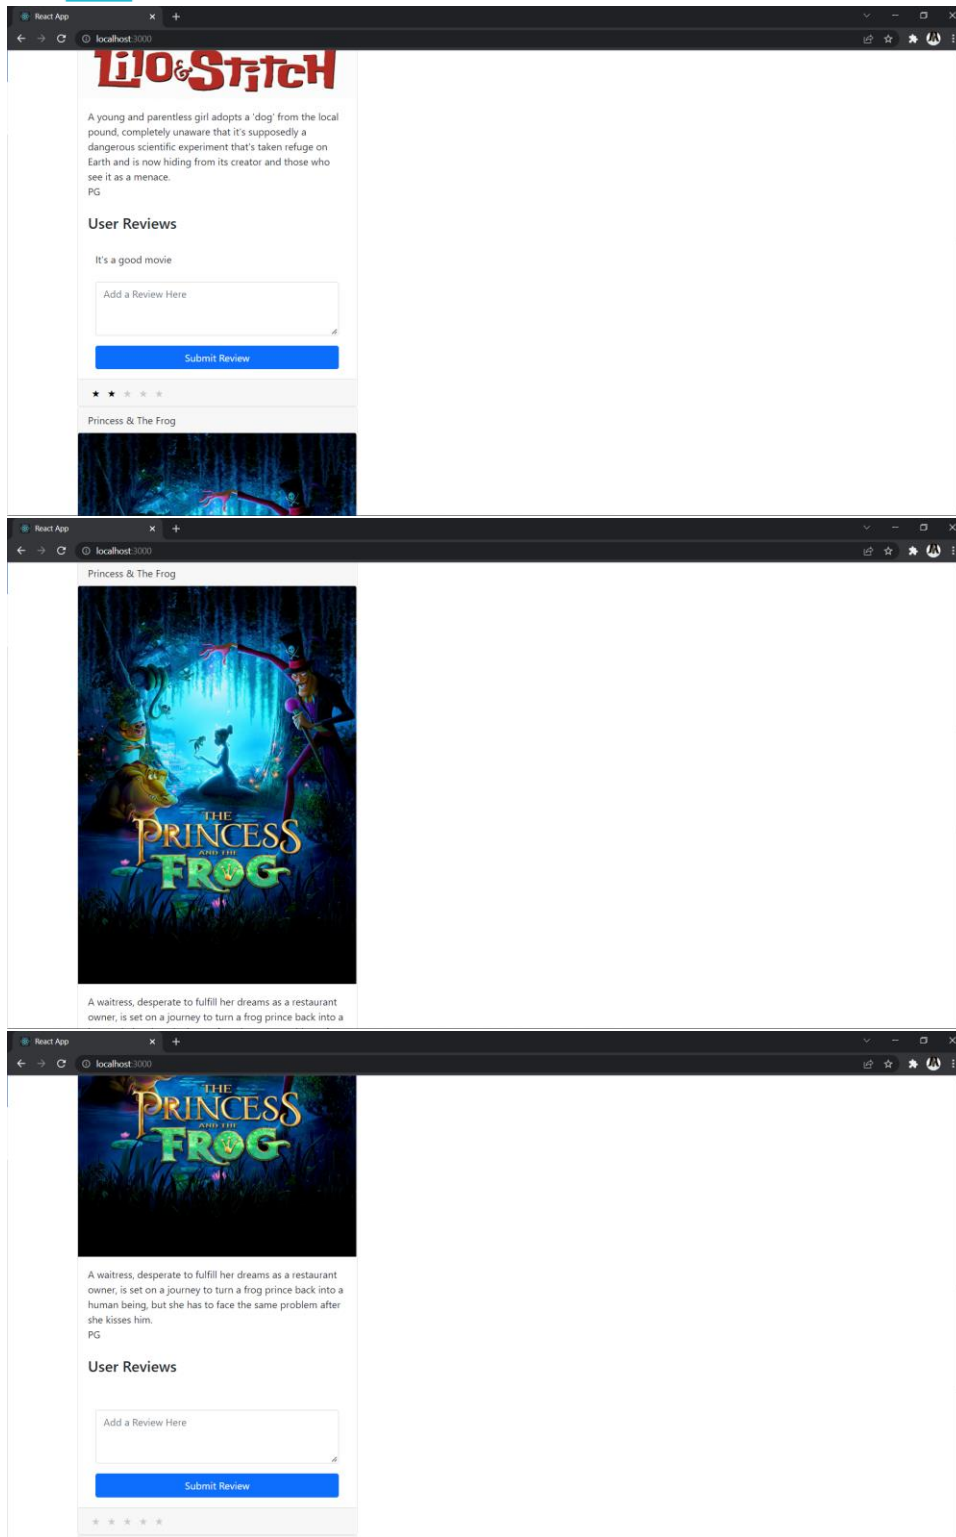 React App
localhost:3000
Lilo & Stitch
A young and parentless girl adopts a 'dog' from the local
pound, completely unaware that it's supposedly a
dangerous scientific experiment that's taken refuge on
Earth and is now hiding from its creator and those who
see it as a menace.
PG
User Reviews
It's a good movie
Add a Review Here
Submit Review
Princess & The Frog
React App
localhost:3000
Princess & The Frog
THE
PRINCESS
AND THE
FROG
A waitress, desperate to fulfill her dreams as a restaurant
owner, is set on a journey to turn a frog prince back into a
React App
localhost:3000
THE
PRINCESS
AND THE
FROG
A waitress, desperate to fulfill her dreams as a restaurant
owner, is set on a journey to turn a frog prince back into a
human being, but she has to face the same problem after
she kisses him.
PG
User Reviews
Add a Review Here
Submit Review